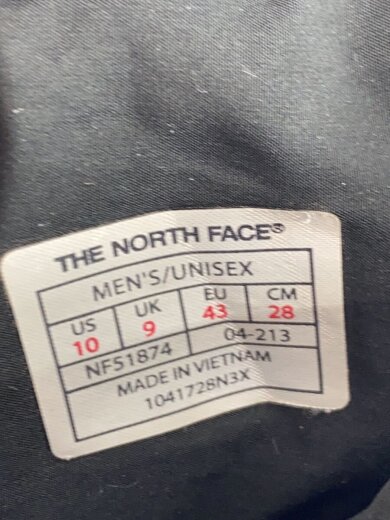 THE NORTH FACE®
MEN'S/UNISEX
US UK EU CM
10 9 43 28
NF51874 04-213
MADE IN VIETNAM
1041728N3X